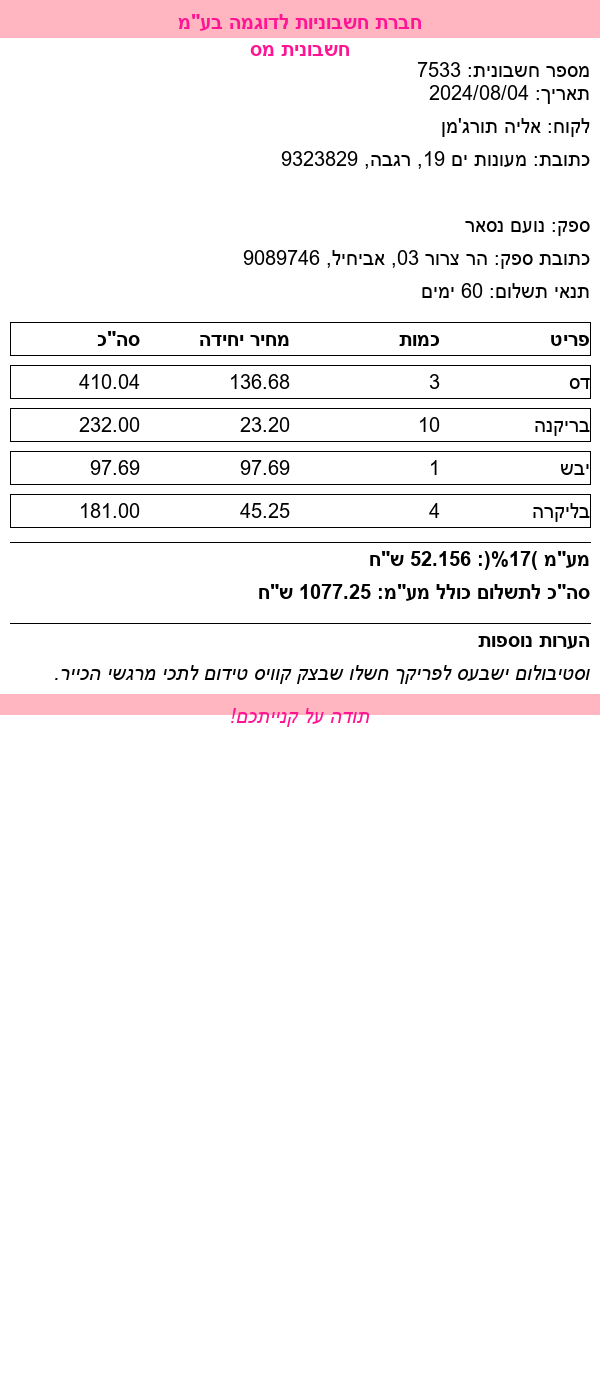 חברת חשבוניות לדוגמה בע"מ
חשבונית מס
מספר חשבונית: 7533
תאריך: 2024/08/04
לקוח: אליה תורג'מן
כתובת: מעונות ים 19, רגבה, 9323829
ספק: נועם נסאר
כתובת ספק: הר צרור 03, אביחיל, 9089746
תנאי תשלום: 60 ימים
פריט כמות מחיר יחידה סה"כ
דס 3 136.68 410.04
בריקנה 10 23.20 232.00
יבש 1 97.69 97.69
בליקרה 4 45.25 181.00
מע"מ )17%(: 52.156 ש"ח
סה"כ לתשלום כולל מע"מ: 1077.25 ש"ח
הערות נוספות
וסטיבולום ישבעס לפריקך חשלו שבצק קוויס טידום לתכי מרגשי הכייר.
תודה על קנייתכם!